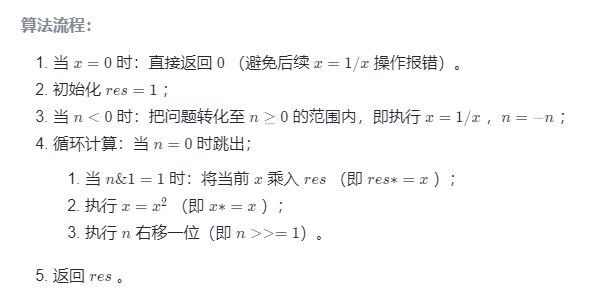 算法流程：
1. 当 x = 0 时：直接返回 0 （避免后续 x = 1/x 操作报错）。
2. 初始化 res = 1 ；
3. 当 n < 0 时：把问题转化至 n ≥ 0 的范围内，即执行 x = 1/x ，n = −n ；
4. 循环计算：当 n = 0 时跳出；
1. 当 n&1 = 1 时：将当前 x 乘入 res （即 res∗ = x ）；
2. 执行 x = x² （即 x∗ = x ）；
3. 执行 n 右移一位（即 n >>= 1）。
5. 返回 res 。